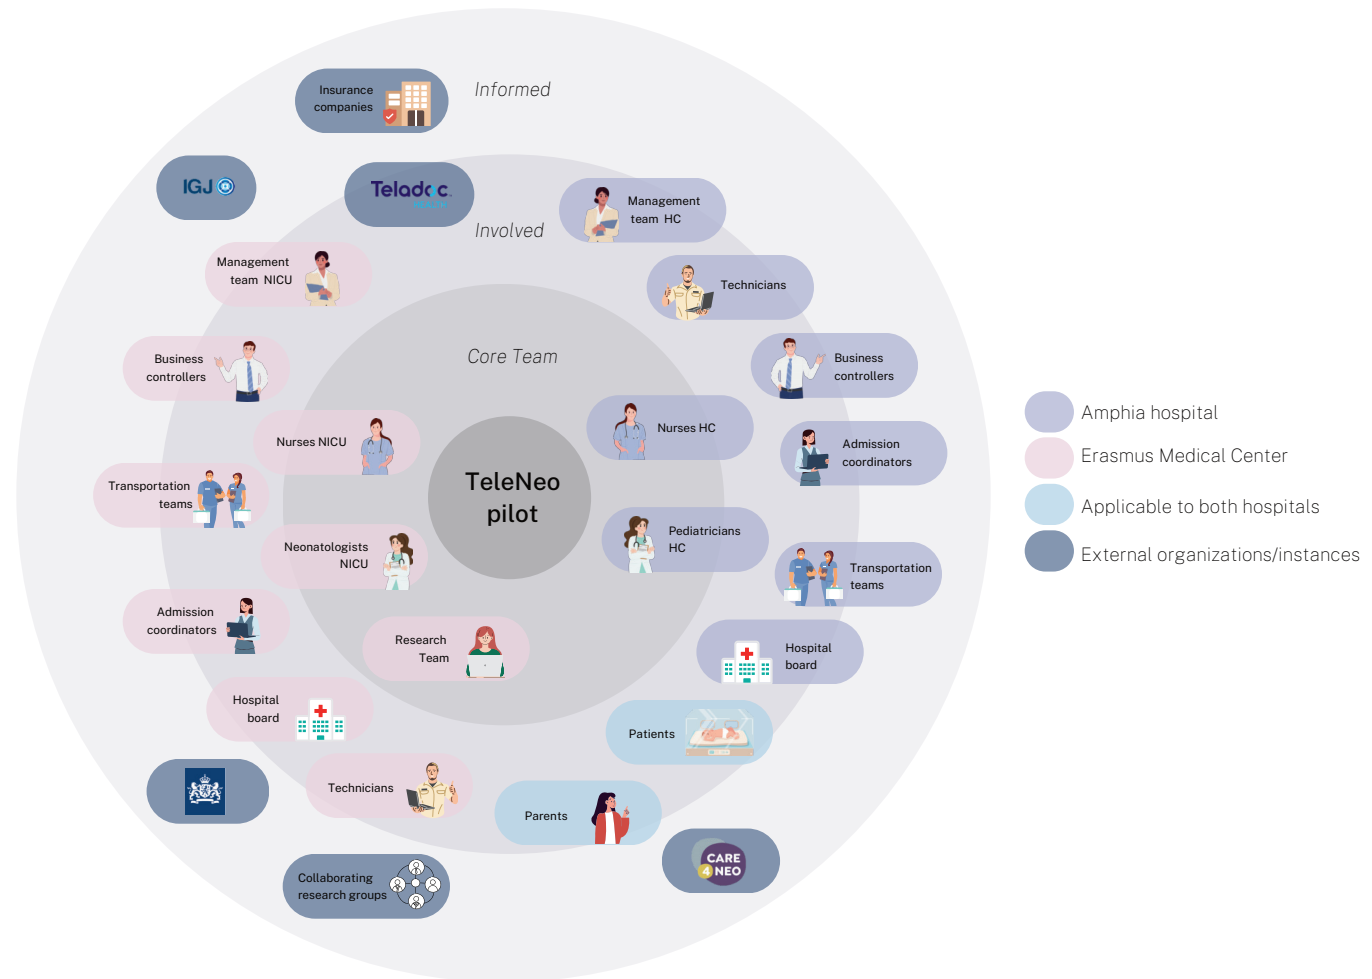 Informed
Insurance
companies
IGJ
Teladoc
Involved
Management
team HC
Management
team NICU
Technicians
Core Team
Business
controllers
Business
controllers
Nurses NICU
Nurses HC
Admission
coordinators
TeleNeo
pilot
Transportation
teams
Neonatologists
NICU
Pediatricians
HC
Transportation
teams
Admission
coordinators
Research
Team
Hospital
board
Hospital
board
Patients
Technicians
Parents
CARE
4 NEO
Collaborating
research groups
Amphia hospital
Erasmus Medical Center
Applicable to both hospitals
External organizations/instances